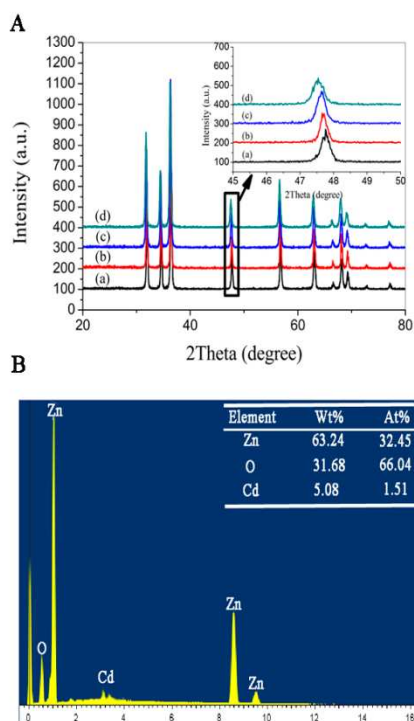 A
1300
1200
1100
1000
900
800
700
600
500
400
300
200
100
0
Intensity (a.u.)
(d)
(c)
(b)
(a)
20 40 60 80
2Theta (degree)
700
600
500
400
300
200
100
Intensity (a.u.)
(d)
(c)
(b)
(a)
45 46 47 48 49 50
2Theta (degree)
B
Element Wt% At%
Zn 63.24 32.45
O 31.68 66.04
Cd 5.08 1.51
Zn
O
Cd
Zn
Zn
0 2 4 6 8 10 12 14 16